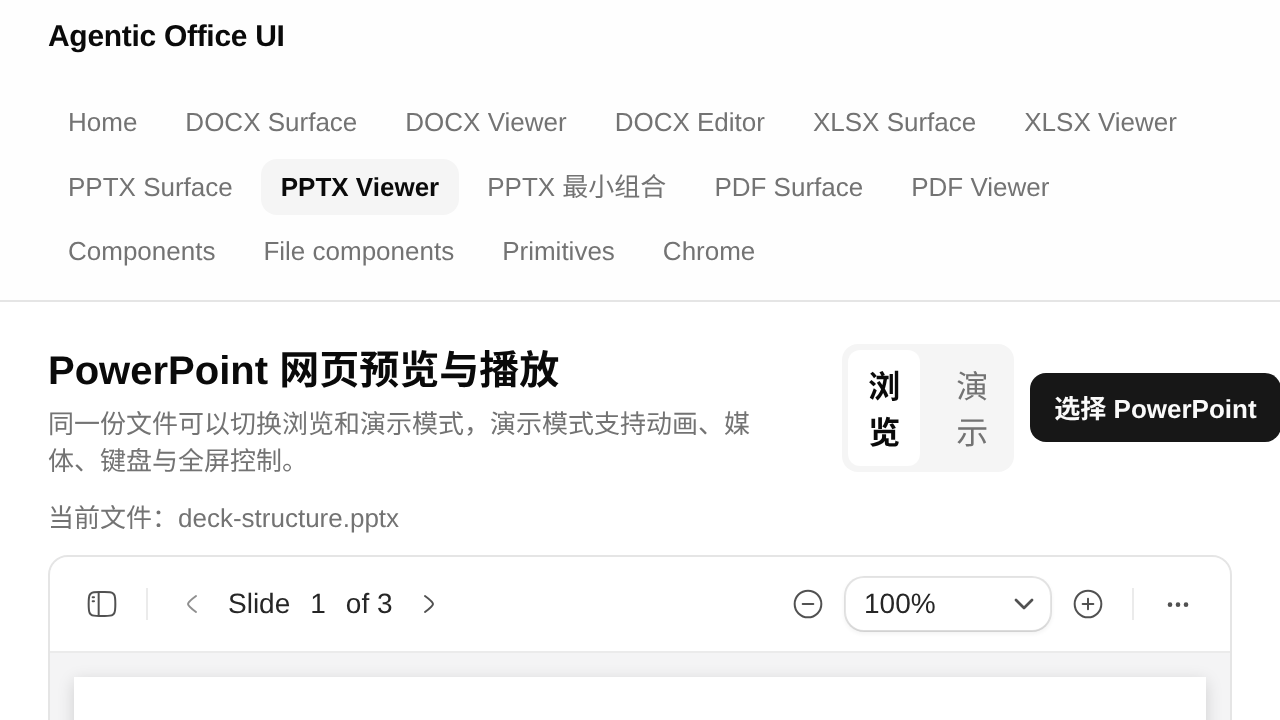 Agentic Office UI
Home DOCX Surface DOCX Viewer DOCX Editor XLSX Surface XLSX Viewer
PPTX Surface PPTX Viewer PPTX 最小组合 PDF Surface PDF Viewer
Components File components Primitives Chrome
PowerPoint 网页预览与播放
同一份文件可以切换浏览和演示模式，演示模式支持动画、媒
体、键盘与全屏控制。
浏
览
演
示
选择 PowerPoint
当前文件：deck-structure.pptx
Slide 1 of 3 100%